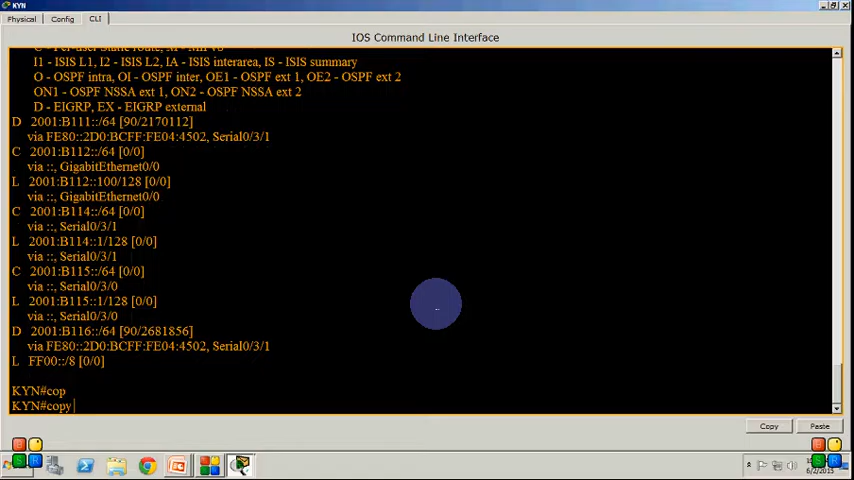 KYN
Physical Config CLI
IOS Command Line Interface
I1 - ISIS L1, I2 - ISIS L2, IA - ISIS interarea, IS - ISIS summary
O - OSPF intra, OI - OSPF inter, OE1 - OSPF ext 1, OE2 - OSPF ext 2
ON1 - OSPF NSSA ext 1, ON2 - OSPF NSSA ext 2
D - EIGRP, EX - EIGRP external
D 2001:B111::/64 [90/2170112]
via FE80::2D0:BCFF:FE04:4502, Serial0/3/1
C 2001:B112::/64 [0/0]
via ::, GigabitEthernet0/0
L 2001:B112::100/128 [0/0]
via ::, GigabitEthernet0/0
C 2001:B114::/64 [0/0]
via ::, Serial0/3/1
L 2001:B114::1/128 [0/0]
via ::, Serial0/3/1
C 2001:B115::/64 [0/0]
via ::, Serial0/3/0
L 2001:B115::1/128 [0/0]
via ::, Serial0/3/0
D 2001:B116::/64 [90/2681856]
via FE80::2D0:BCFF:FE04:4502, Serial0/3/1
L FF00::/8 [0/0]
KYN#cop
KYN#copy
Copy Paste
6/2/2015